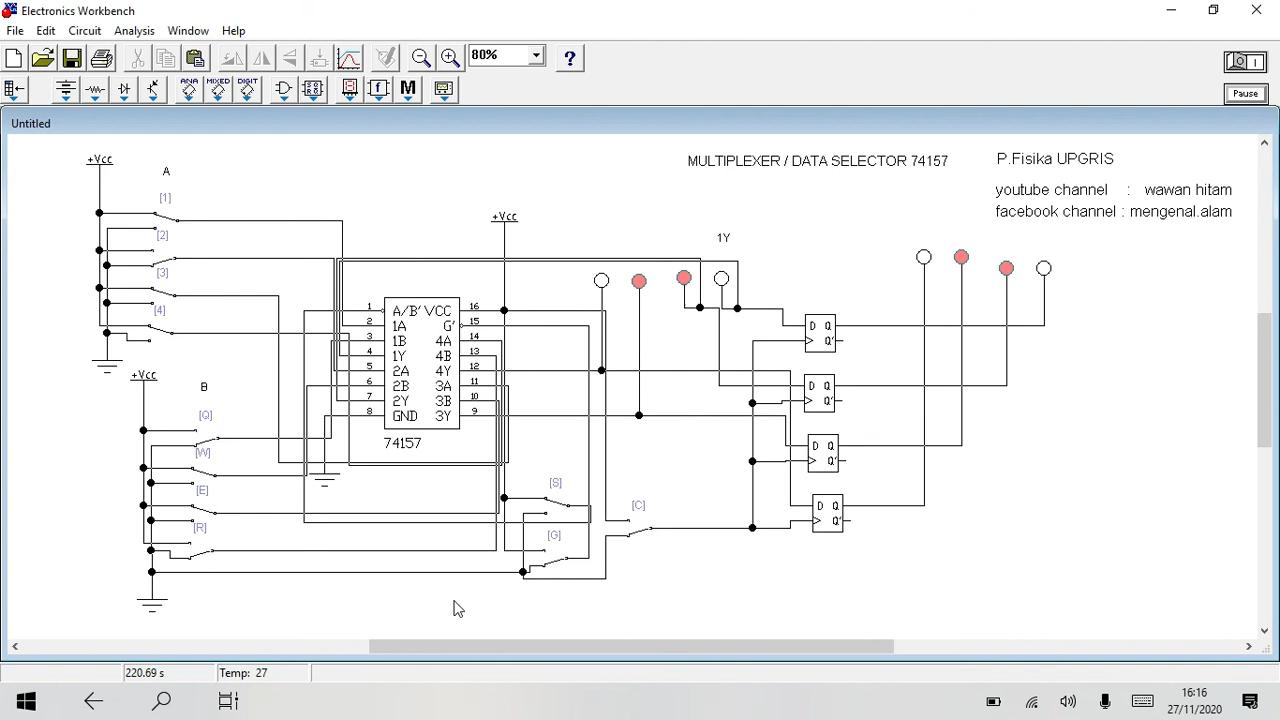 Electronics Workbench
File Edit Circuit Analysis Window Help
80%
?
ANA MIXED DIGIT
f M
Pause
Untitled
MULTIPLEXER / DATA SELECTOR 74157
P.Fisika UPGRIS
youtube channel : wawan hitam
facebook channel : mengenal.alam
+Vcc
A
[1]
[2]
[3]
[4]
+Vcc
1Y
1 A/B' VCC 16
2 1A G' 15
3 1B 4A 14
4 1Y 4B 13
5 2A 4Y 12
6 2B 3A 11
7 2Y 3B 10
8 GND 3Y 9
74157
+Vcc
B
[Q]
[W]
[E]
[R]
[S]
[G]
[C]
D Q
Q'
D Q
Q'
D Q
Q'
D Q
Q'
220.69 s
Temp: 27
16:16
27/11/2020